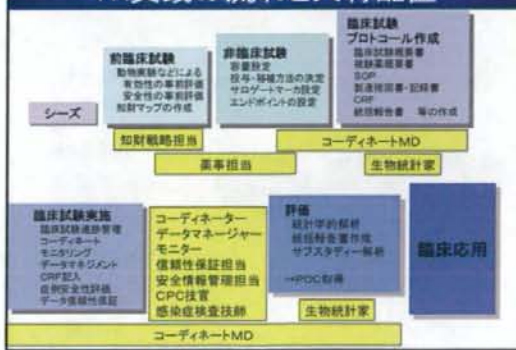 シーズ
前臨床試験
動物実験などによる
有効性の事前評価
安全性の事前評価
知財マップの作成
非臨床試験
容量設定
投与・移植方法の決定
サロゲートマーカ設定
エンドポイントの設定
臨床試験
プロトコール作成
臨床試験概要書
被験薬概要書
SOP
製造指図書・記録書
CRF
総括報告書 等の作成
知財戦略担当
コーディネートMD
薬事担当
生物統計家
臨床試験実施
臨床試験進捗管理
コーディネート
モニタリング
データマネジメント
CRF記入
症例安全性評価
データ信頼性保証
コーディネーター
データマネージャー
モニター
信頼性保証担当
安全情報管理担当
CPC技官
感染症検査技師
評価
統計学的解析
総括報告書作成
サブスタディー解析
→POC取得
生物統計家
臨床応用
コーディネートMD